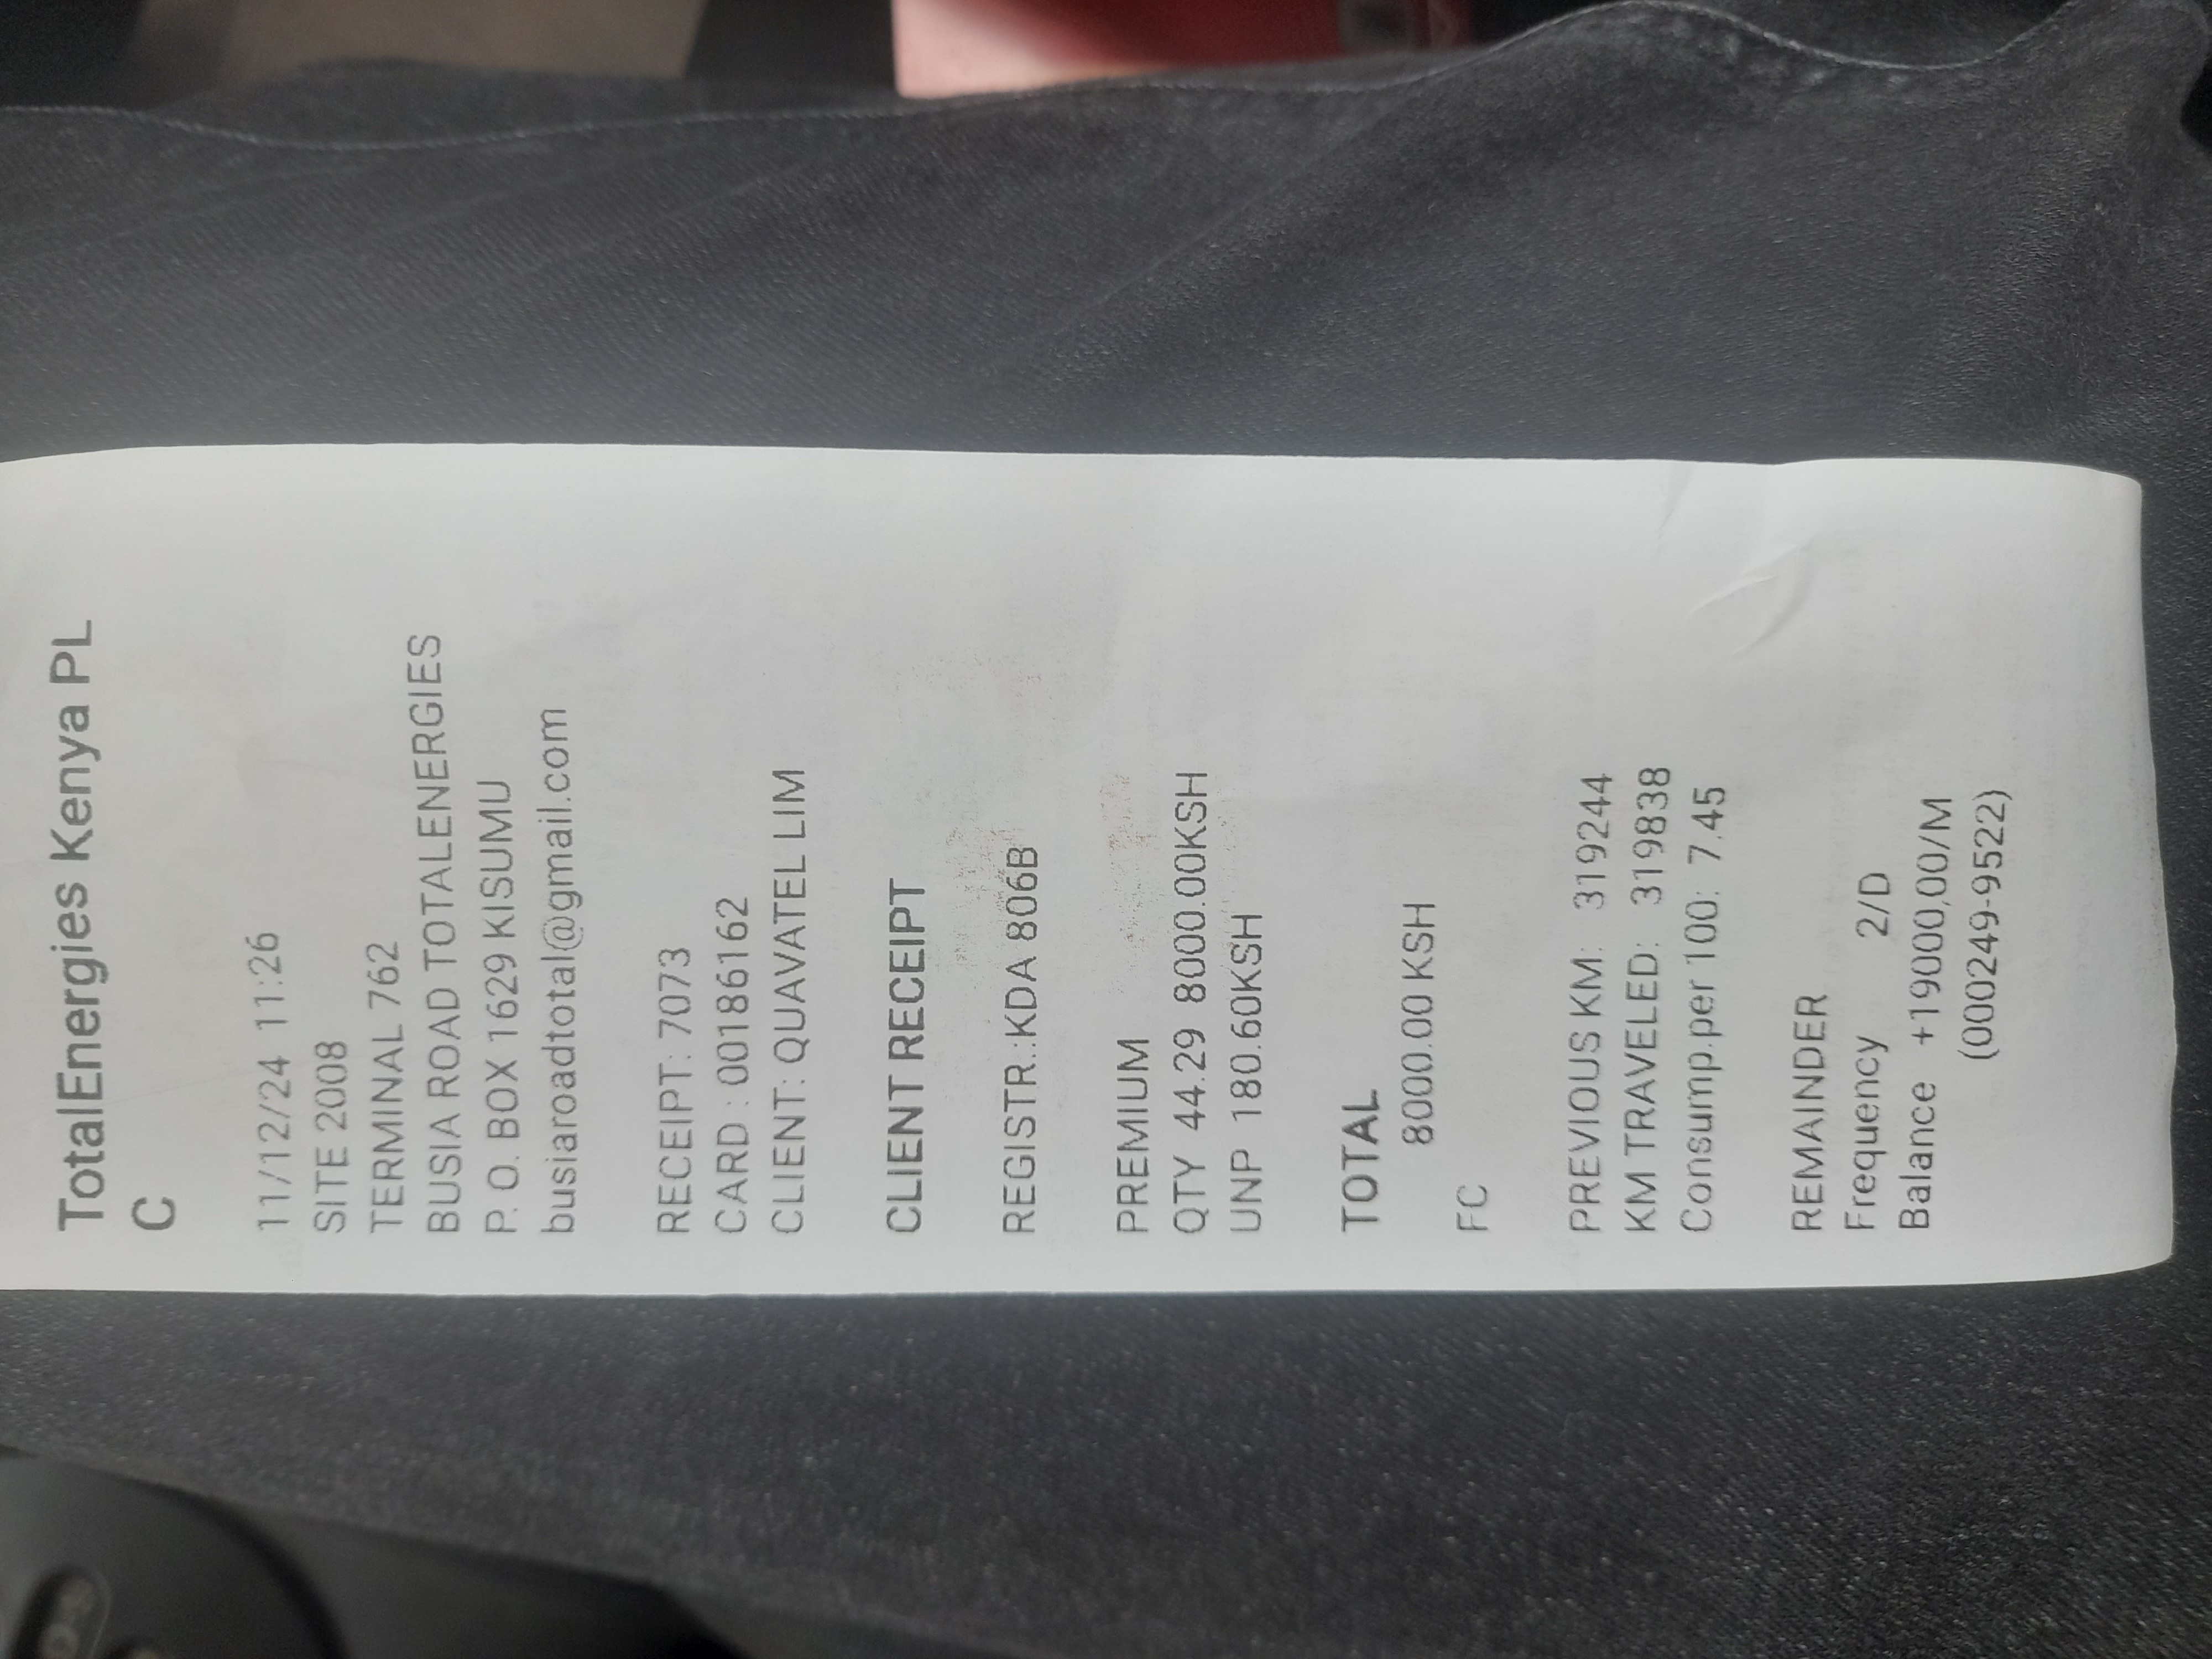 TotalEnergies Kenya PL
C
11/12/24 11:26
SITE 2008
TERMINAL 762
BUSIA ROAD TOTALENERGIES
P. O. BOX 1629 KISUMU
busiaroadtotal@gmail.com
RECEIPT: 7073
CARD : 00186162
CLIENT: QUAVATEL LIM
CLIENT RECEIPT
REGISTR.:KDA 806B
PREMIUM
QTY 44.29 8000.00KSH
UNP 180.60KSH
TOTAL
8000.00 KSH
FC
PREVIOUS KM: 319244
KM TRAVELED: 319838
Consump.per 100: 7.45
REMAINDER
Frequency 2/D
Balance +19000,00/M
(000249-9522)